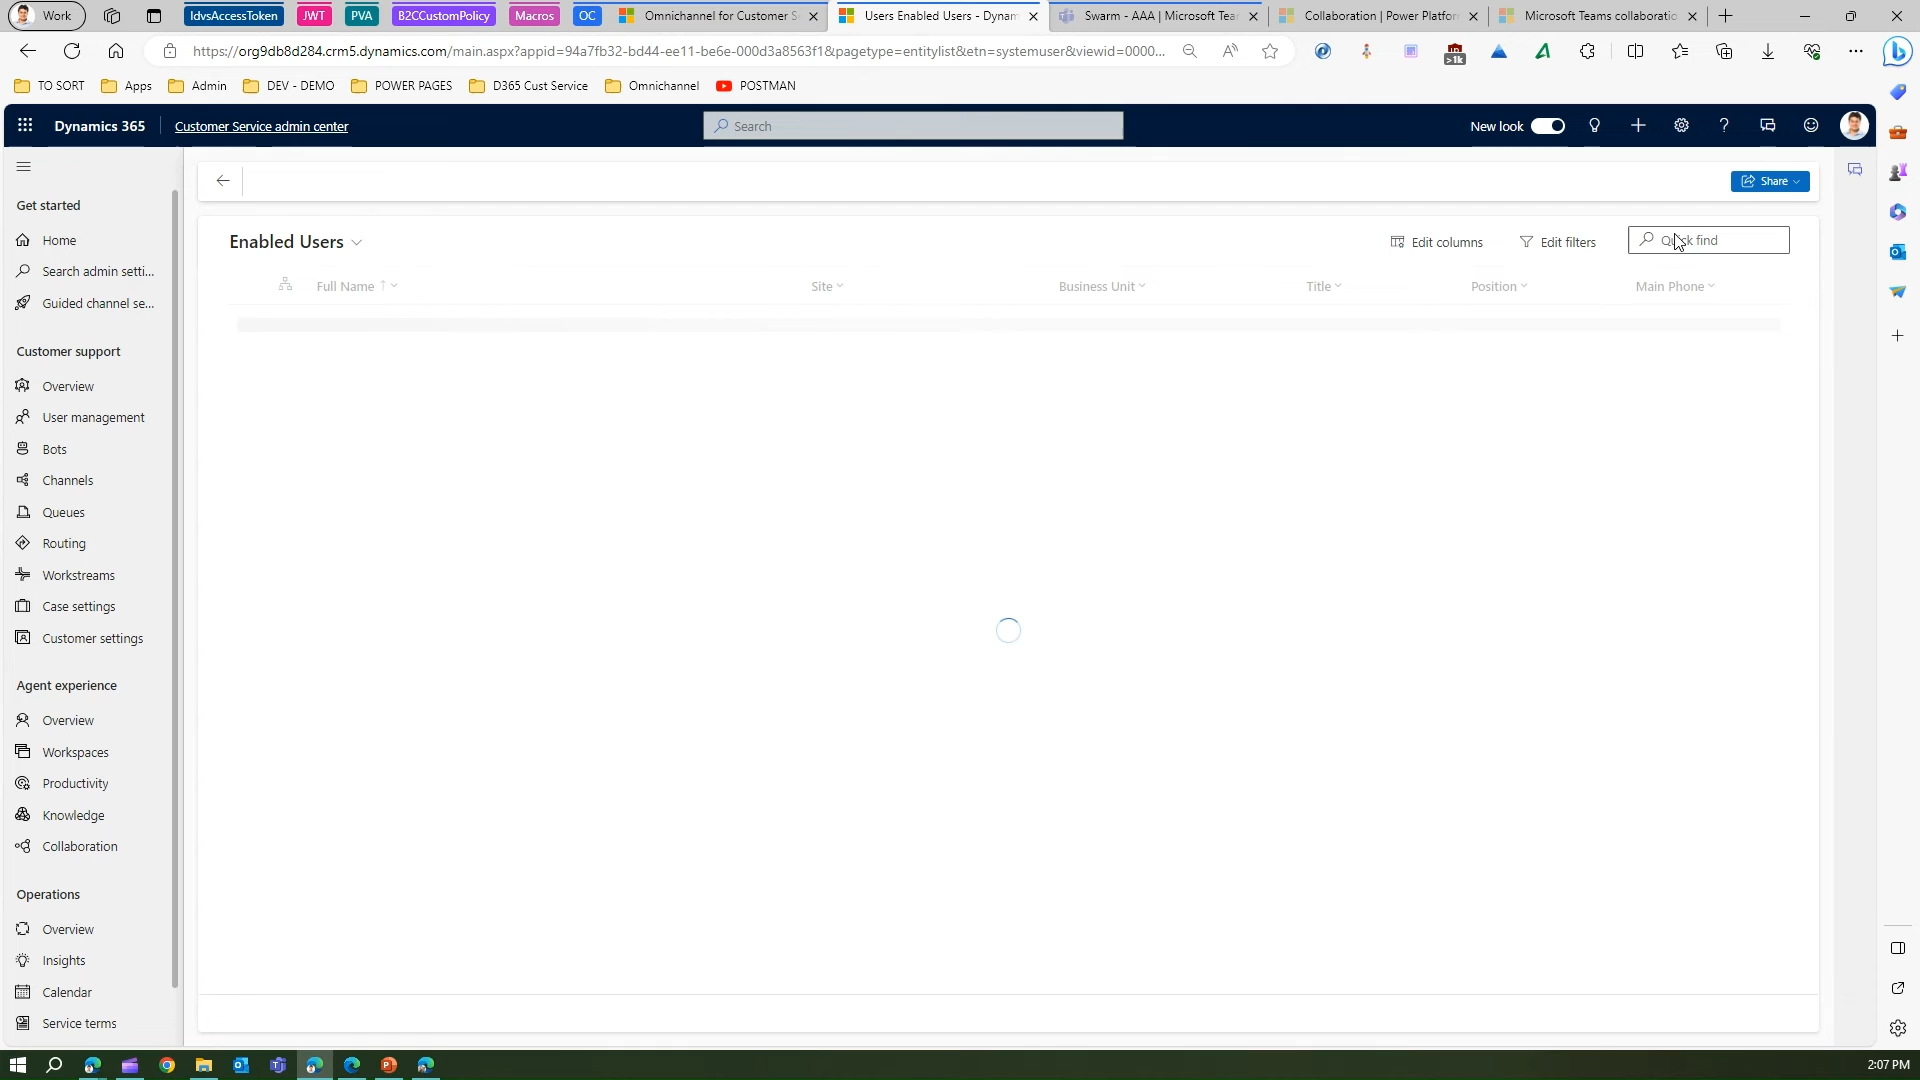 Work
IdvsAccessToken
JWT
PVA
B2CCustomPolicy
Macros
OC
Omnichannel for Customer S
Users Enabled Users - Dynam
Swarm - AAA | Microsoft Tea
Collaboration | Power Platfor
Microsoft Teams collaboratio
https://org9db8d284.crm5.dynamics.com/main.aspx?appid=94a7fb32-bd44-ee11-be6e-000d3a8563f1&pagetype=entitylist&etn=systemuser&viewid=0000...
>1k
TO SORT
Apps
Admin
DEV - DEMO
POWER PAGES
D365 Cust Service
Omnichannel
POSTMAN
Dynamics 365
Customer Service admin center
Search
New look
Share
Get started
Home
Search admin setti...
Guided channel se...
Customer support
Overview
User management
Bots
Channels
Queues
Routing
Workstreams
Case settings
Customer settings
Agent experience
Overview
Workspaces
Productivity
Knowledge
Collaboration
Operations
Overview
Insights
Calendar
Service terms
Enabled Users
Edit columns
Edit filters
Quick find
Full Name
Site
Business Unit
Title
Position
Main Phone
2:07 PM